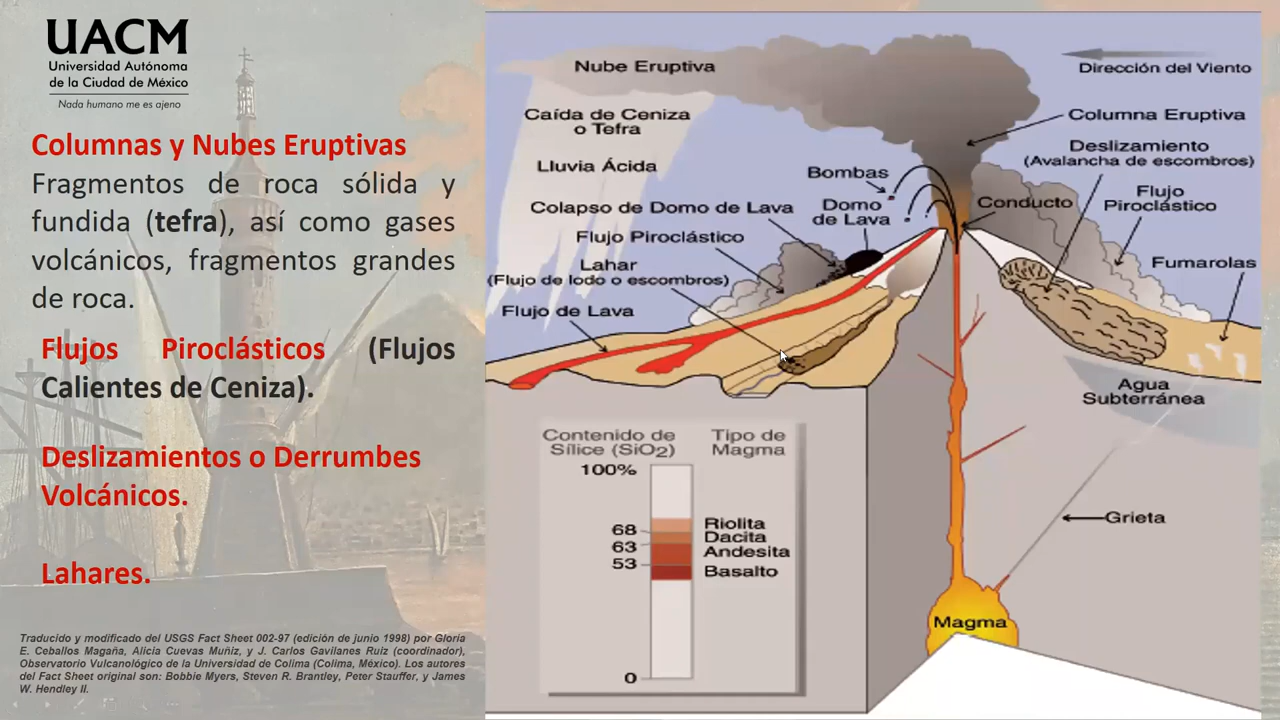 UACM
Universidad Autónoma
de la Ciudad de México
Nada humano me es ajeno
Columnas y Nubes Eruptivas
Fragmentos de roca sólida y
fundida (tefra), así como gases
volcánicos, fragmentos grandes
de roca.
Flujos Piroclásticos (Flujos
Calientes de Ceniza).
Deslizamientos o Derrumbes
Volcánicos.
Lahares.
Traducido y modificado del USGS Fact Sheet 002-97 (edición de junio 1998) por Gloria
E. Ceballos Magaña, Alicia Cuevas Muñiz, y J. Carlos Gavilanes Ruiz (coordinador),
Observatorio Vulcanológico de la Universidad de Colima (Colima, México). Los autores
del Fact Sheet original son: Bobbie Myers, Steven R. Brantley, Peter Stauffer, y James
W. Hendley II.
Nube Eruptiva
Dirección del Viento
Caída de Ceniza
o Tefra
Columna Eruptiva
Lluvia Ácida
Deslizamiento
(Avalancha de escombros)
Bombas
Colapso de Domo de Lava
Domo
de Lava
Conducto
Flujo
Piroclástico
Flujo Piroclástico
Lahar
(Flujo de lodo o escombros)
Fumarolas
Flujo de Lava
Agua
Subterránea
Contenido de
Sílice (SiO2)
Tipo de
Magma
100%
68
63
53
0
Riolita
Dacita
Andesita
Basalto
Grieta
Magma